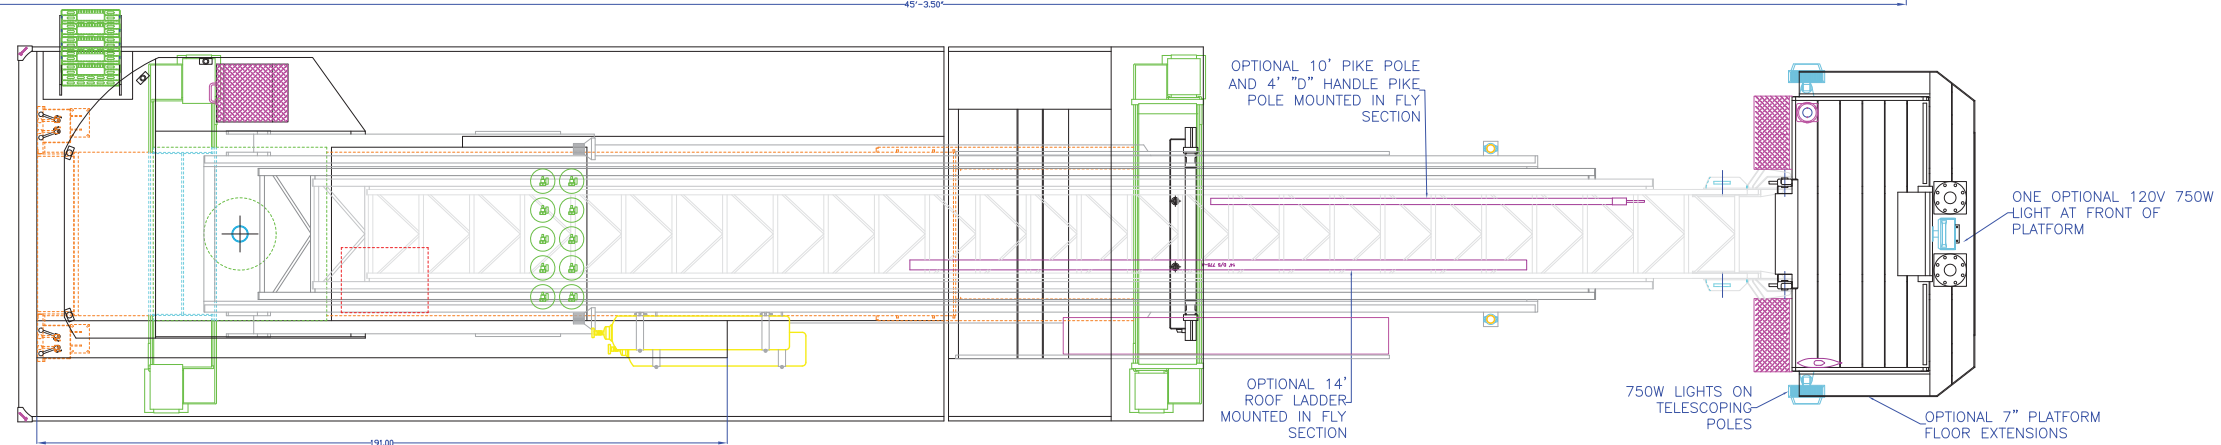 45'-3.50"
OPTIONAL 10' PIKE POLE
AND 4' "D" HANDLE PIKE
POLE MOUNTED IN FLY
SECTION
ONE OPTIONAL 120V 750W
LIGHT AT FRONT OF
PLATFORM
OPTIONAL 14'
ROOF LADDER
MOUNTED IN FLY
SECTION
750W LIGHTS ON
TELESCOPING
POLES
OPTIONAL 7" PLATFORM
FLOOR EXTENSIONS
191.00